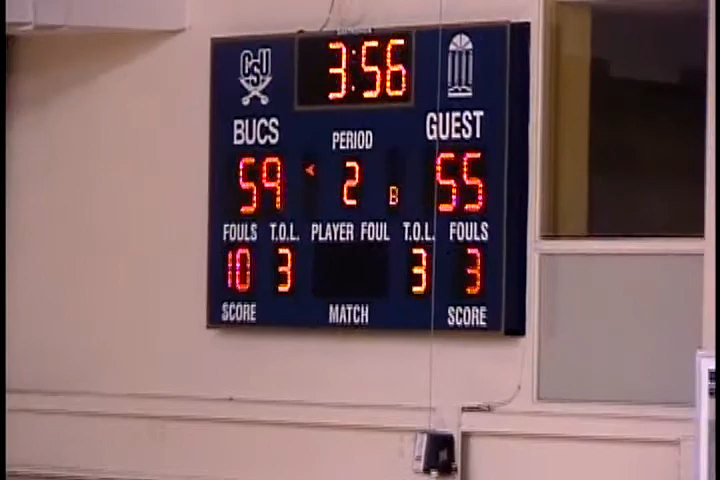 CSU
3:56
BUCS PERIOD GUEST
59 < 2 B 55
FOULS T.O.L. PLAYER FOUL T.O.L. FOULS
10 3 3 3
SCORE MATCH SCORE